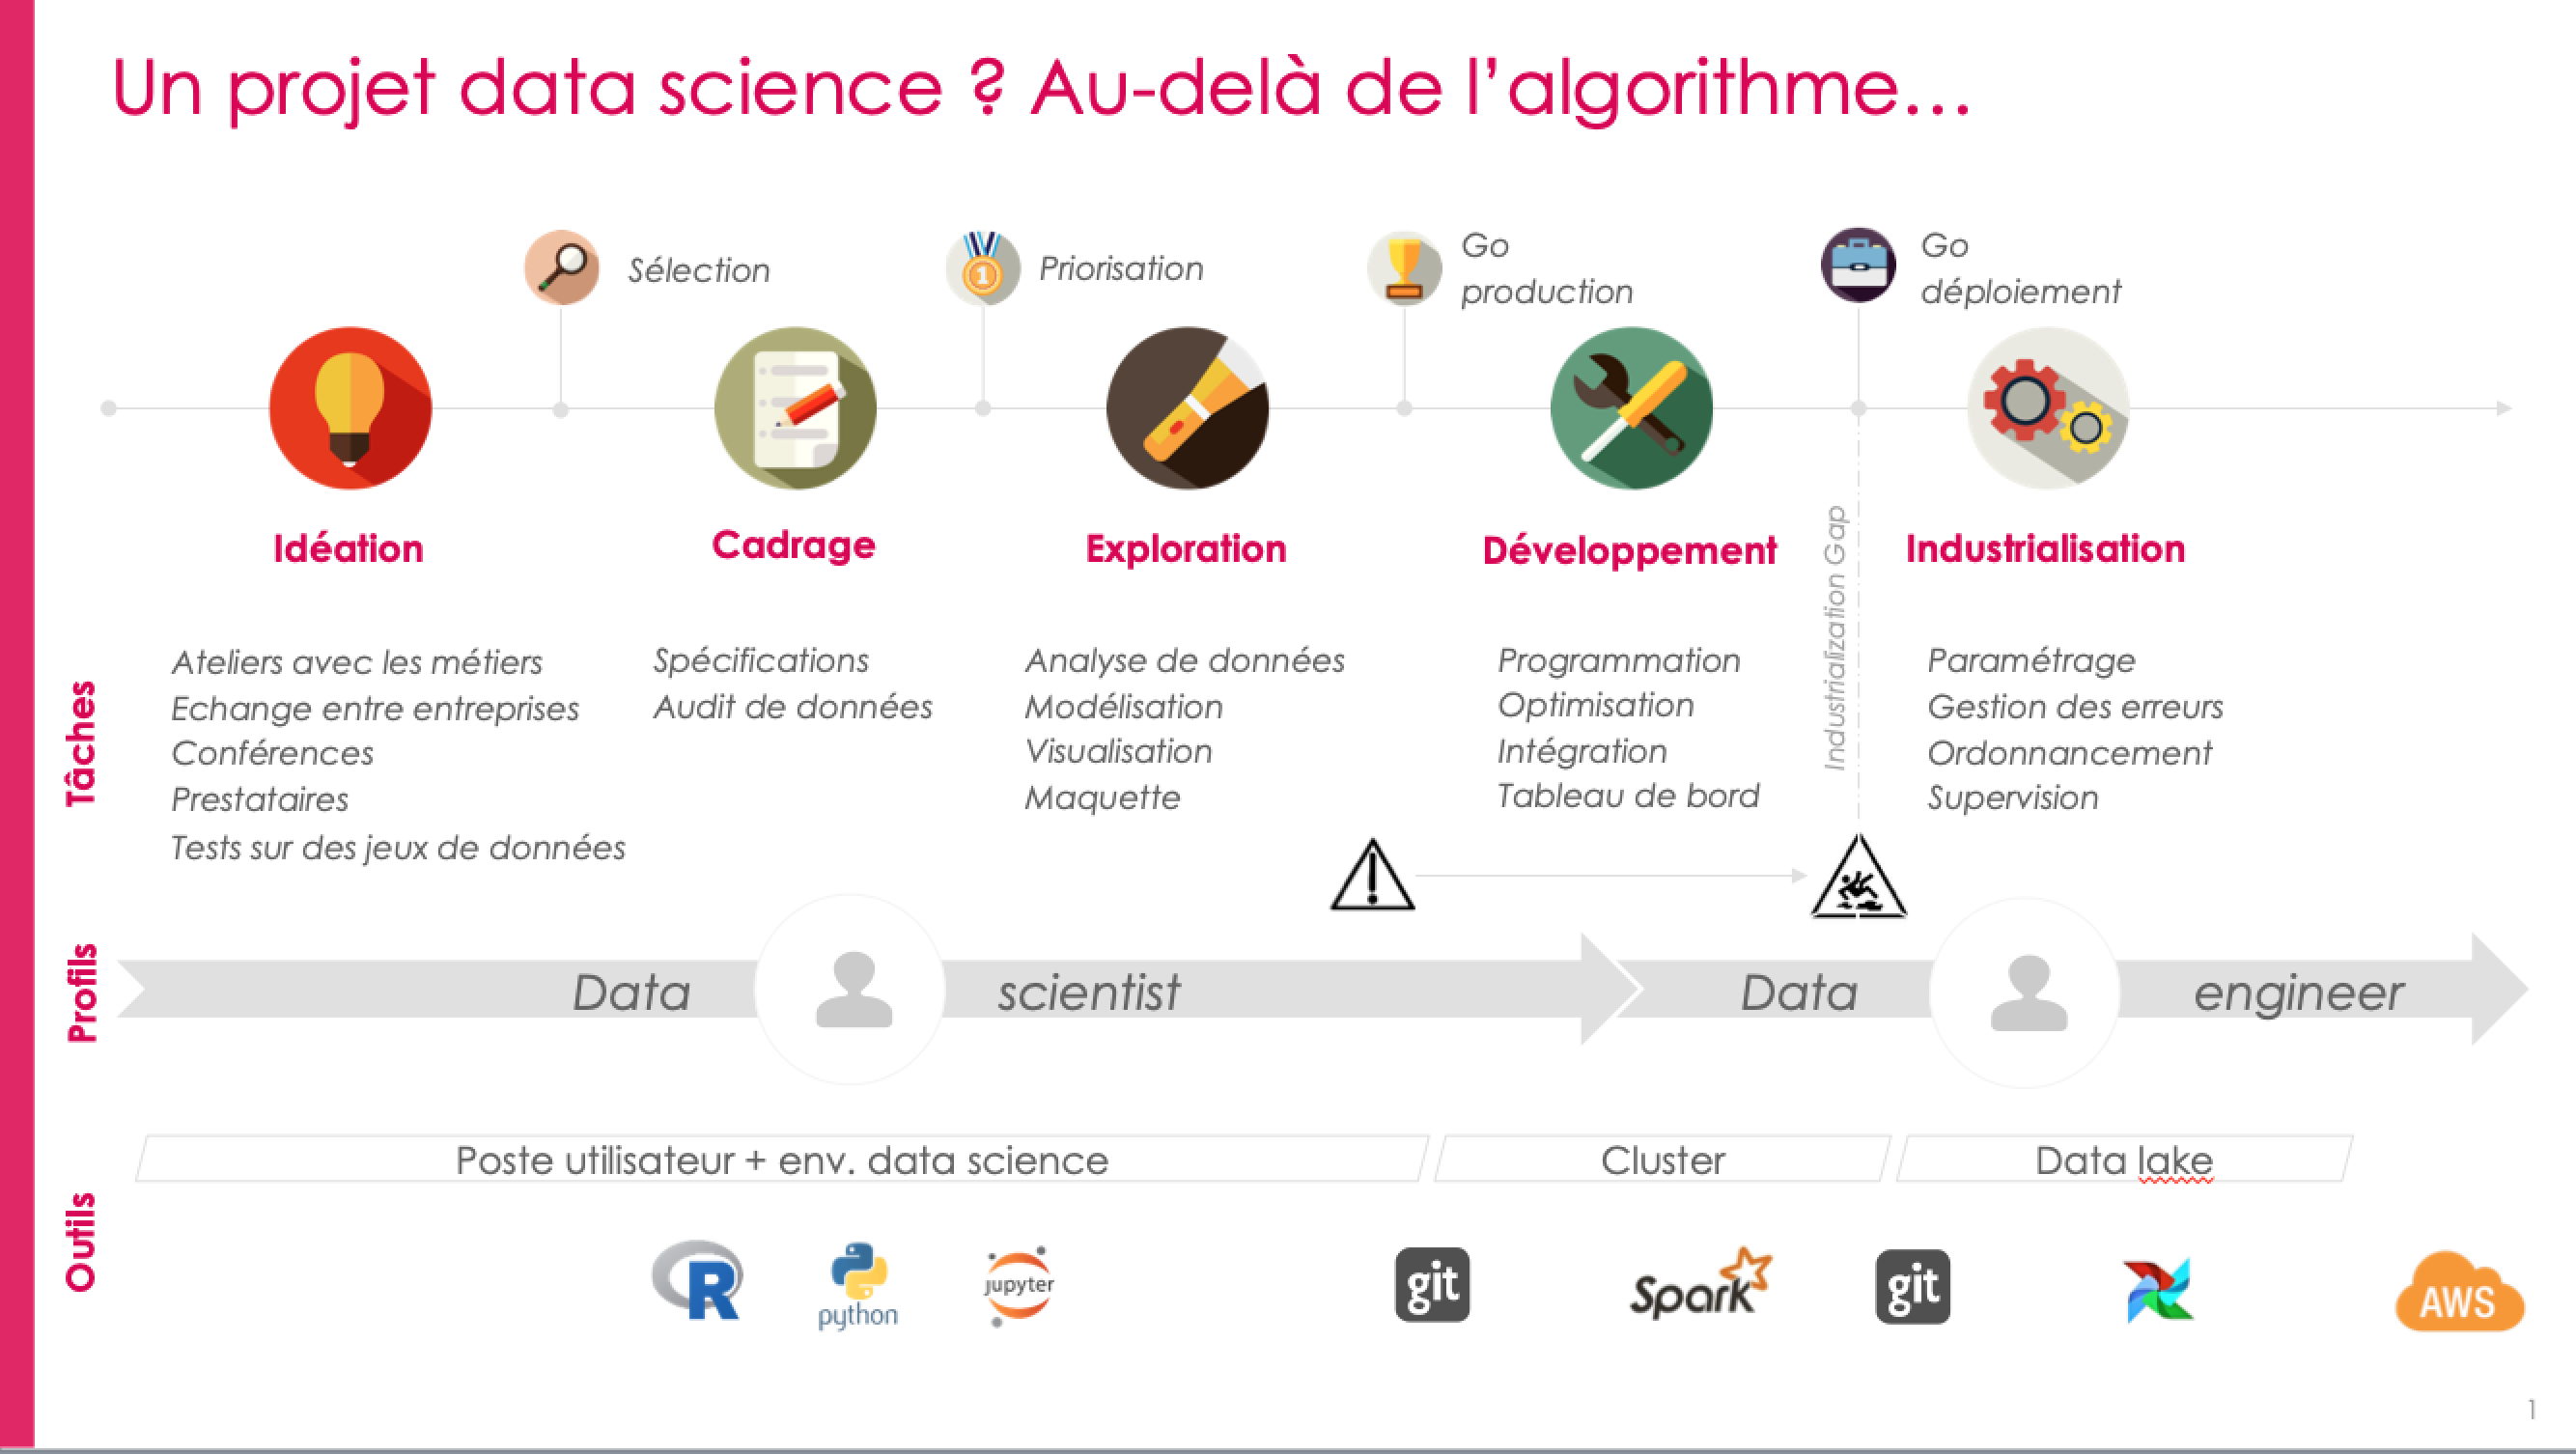 Un projet data science ? Au-delà de l’algorithme…
Sélection
Priorisation
Go
production
Go
déploiement
1
Idéation
Cadrage
Exploration
Développement
Industrialisation
Industrialization Gap
Tâches
Ateliers avec les métiers
Echange entre entreprises
Conférences
Prestataires
Tests sur des jeux de données
Spécifications
Audit de données
Analyse de données
Modélisation
Visualisation
Maquette
Programmation
Optimisation
Intégration
Tableau de bord
Paramétrage
Gestion des erreurs
Ordonnancement
Supervision
Profils
Data scientist
Data engineer
Outils
Poste utilisateur + env. data science
Cluster
Data lake
R
python
jupyter
git
Spark
git
AWS
1